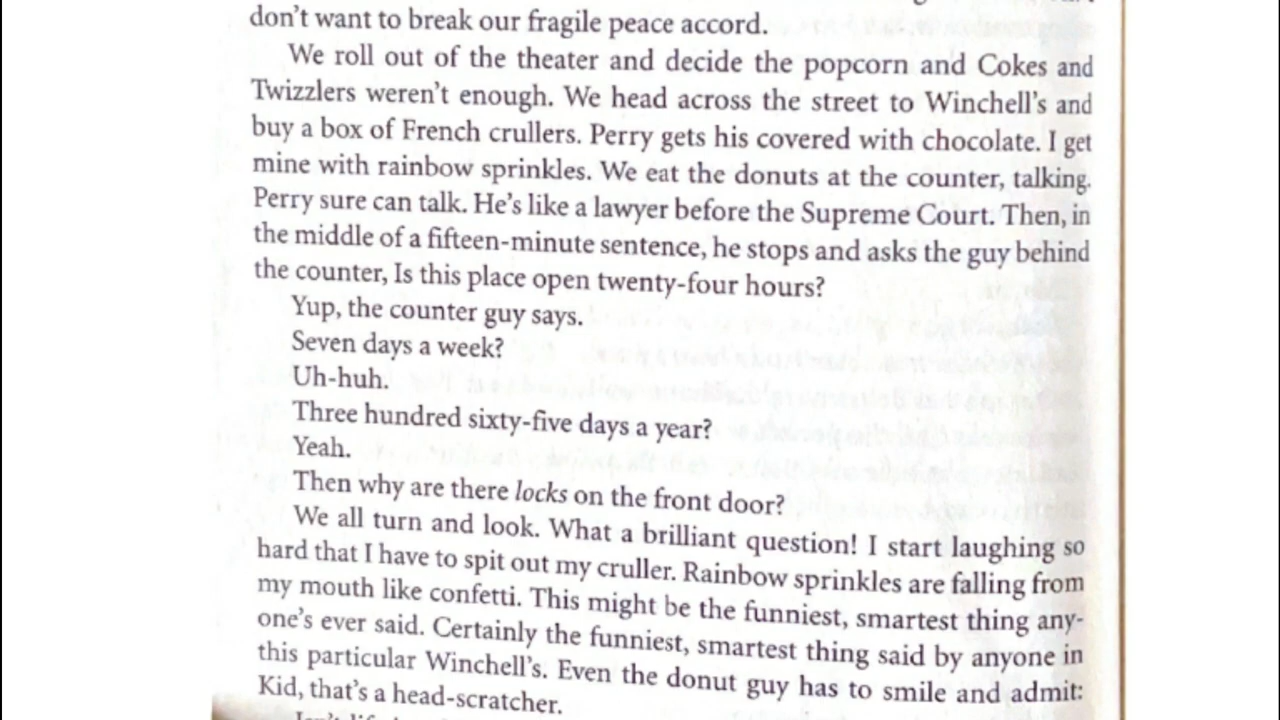 don't want to break our fragile peace accord.
We roll out of the theater and decide the popcorn and Cokes and
Twizzlers weren't enough. We head across the street to Winchell's and
buy a box of French crullers. Perry gets his covered with chocolate. I get
mine with rainbow sprinkles. We eat the donuts at the counter, talking.
Perry sure can talk. He's like a lawyer before the Supreme Court. Then, in
the middle of a fifteen-minute sentence, he stops and asks the guy behind
the counter, Is this place open twenty-four hours?
Yup, the counter guy says.
Seven days a week?
Uh-huh.
Three hundred sixty-five days a year?
Yeah.
Then why are there locks on the front door?
We all turn and look. What a brilliant question! I start laughing so
hard that I have to spit out my cruller. Rainbow sprinkles are falling from
my mouth like confetti. This might be the funniest, smartest thing any-
one's ever said. Certainly the funniest, smartest thing said by anyone in
this particular Winchell's. Even the donut guy has to smile and admit:
Kid, that's a head-scratcher.